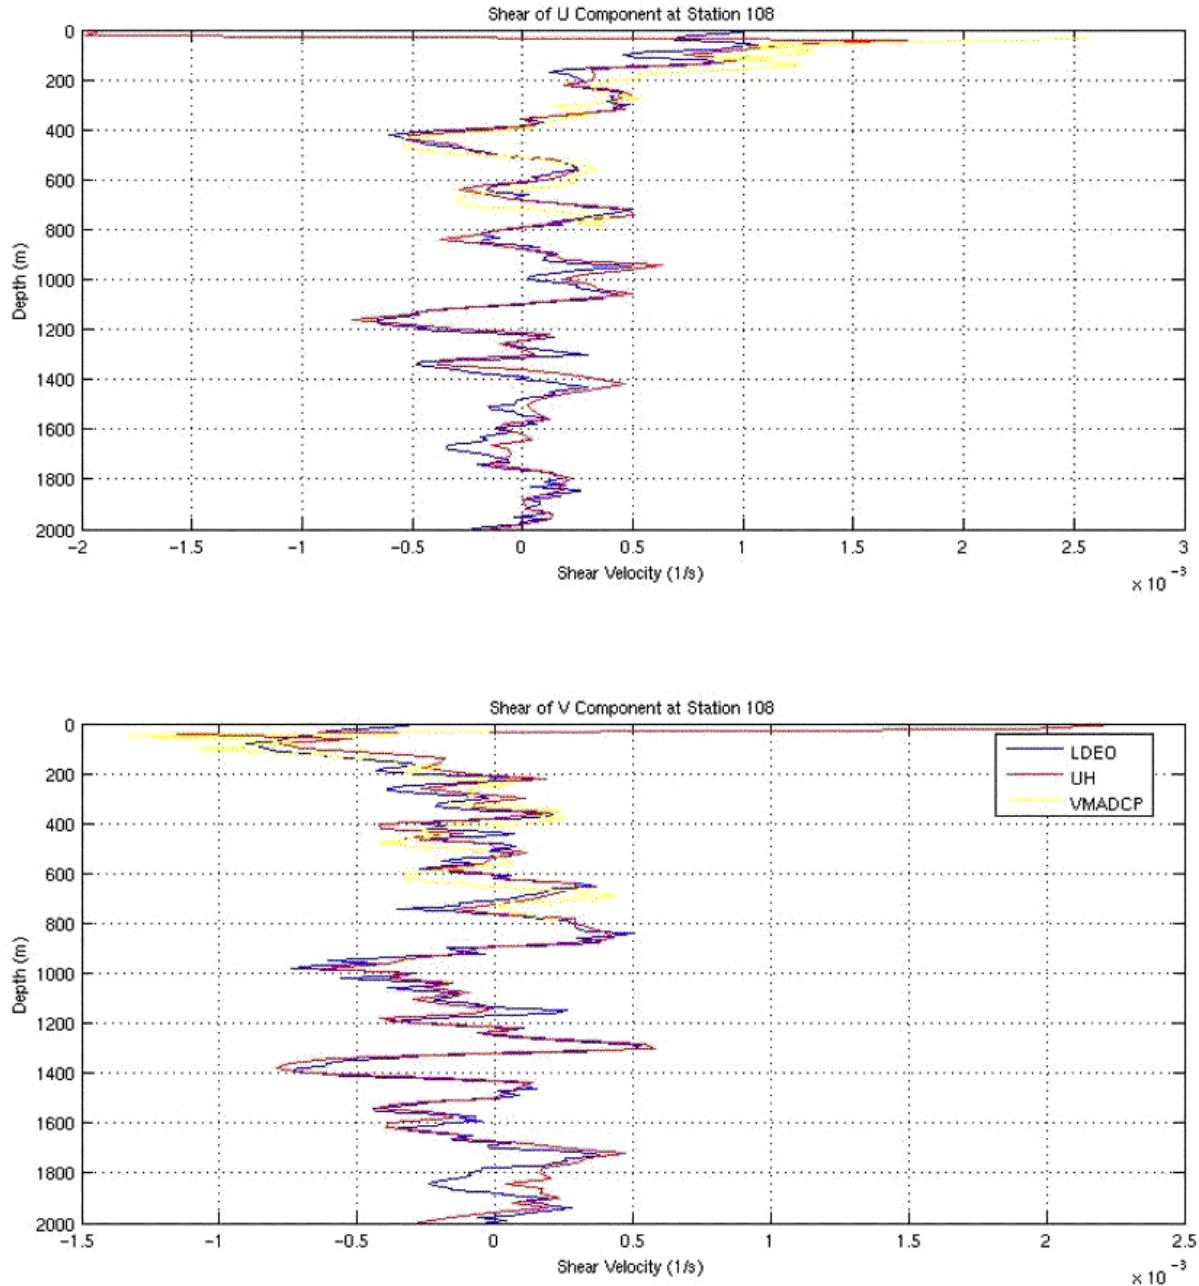 Shear of U Component at Station 108
0
200
400
600
800
1000
1200
1400
1600
1800
2000
Depth (m)
−2 −1.5 −1 −0.5 0 0.5 1 1.5 2 2.5 3
Shear Velocity (1/s)
x 10 −3
Shear of V Component at Station 108
0
200
400
600
800
1000
1200
1400
1600
1800
2000
Depth (m)
LDEO
UH
VMADCP
−1.5 −1 −0.5 0 0.5 1 1.5 2 2.5
Shear Velocity (1/s)
x 10 −3